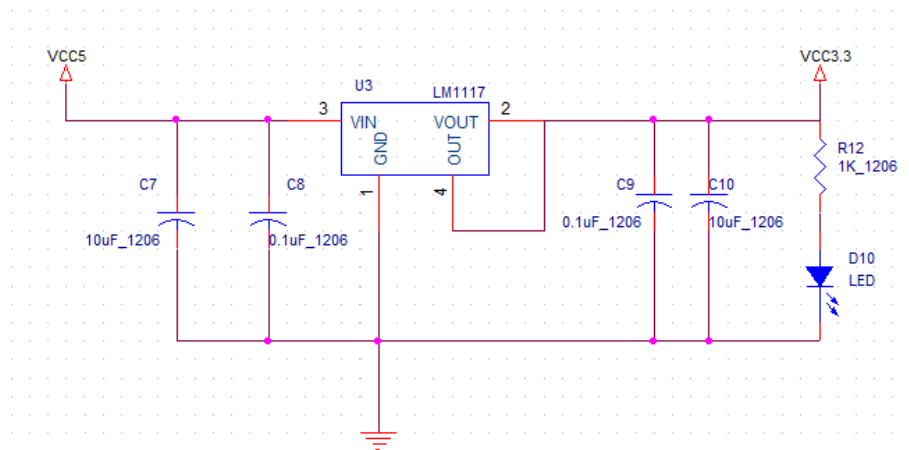 VCC5
VCC3.3
U3
LM1117
3
VIN
VOUT
2
GND
OUT
1
4
R12
1K_1206
C7
10uF_1206
C8
0.1uF_1206
C9
0.1uF_1206
C10
10uF_1206
D10
LED